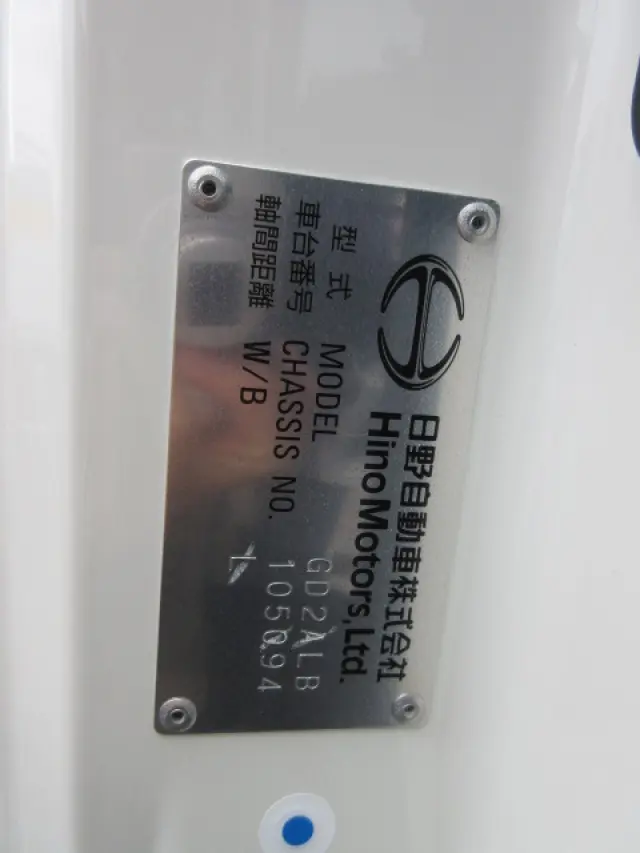 日野自動車株式会社
Hino Motors, Ltd.
型式 MODEL GD2ALB
車台番号 CHASSIS NO. 105094
軸間距離 W/B L